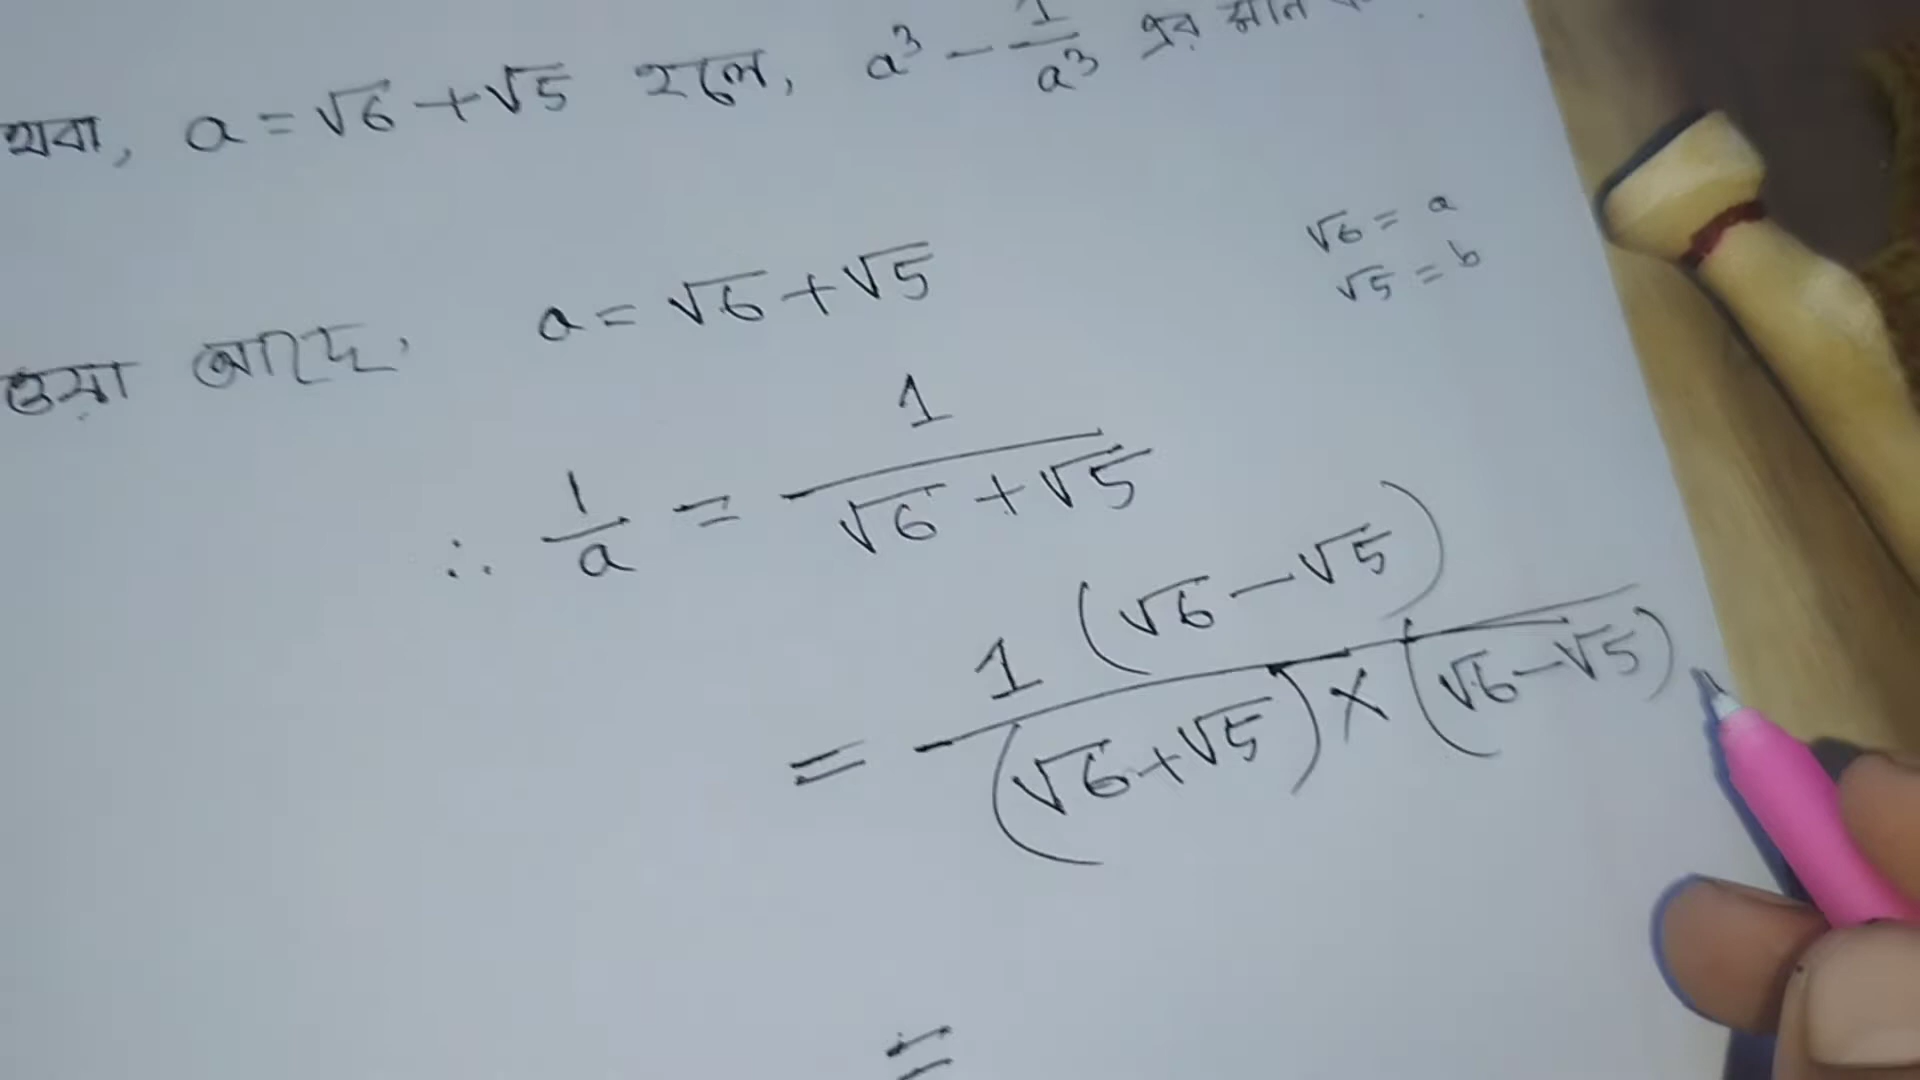 থবা, a = √6 + √5 হলে, a³ - 1/a³ এর মান
√6 = a
√5 = b
ওয়া আছে, a = √6 + √5
∴ 1/a = 1/(√6 + √5)
= 1(√6 - √5)/((√6 + √5) × (√6 - √5))
=